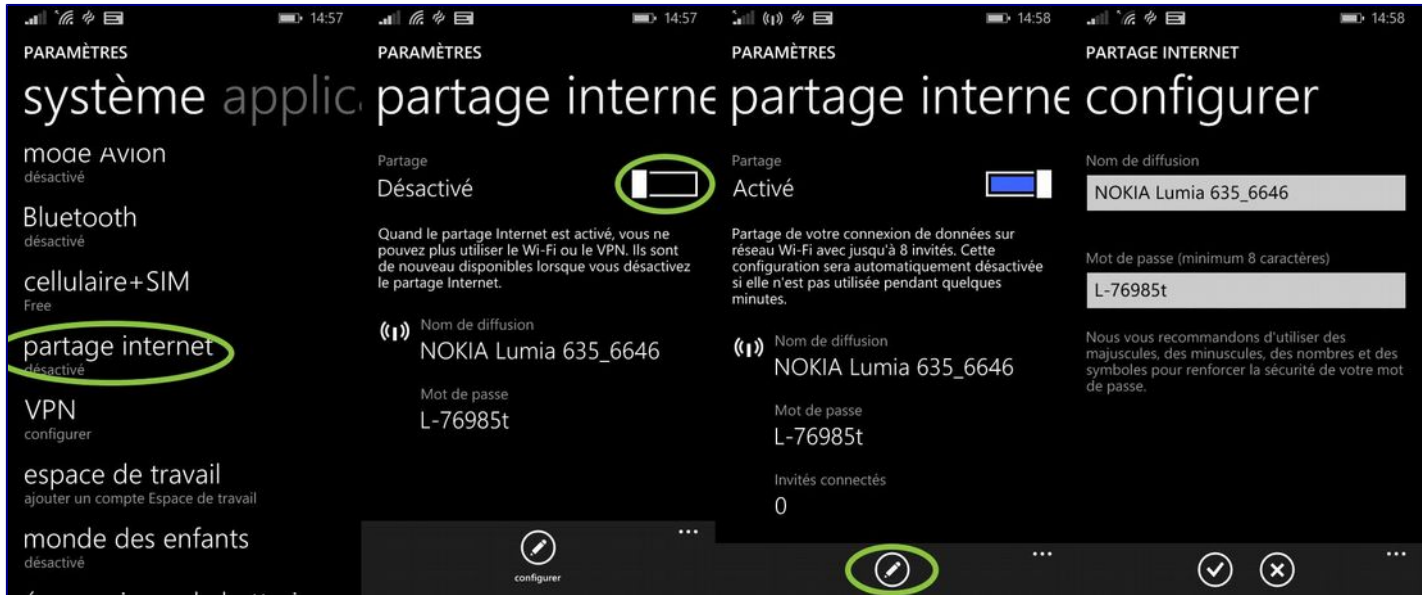 14:57
PARAMÈTRES
système applic
mode Avion
désactivé
Bluetooth
désactivé
cellulaire+SIM
Free
partage internet
désactivé
VPN
configurer
espace de travail
ajouter un compte Espace de travail
monde des enfants
désactivé
14:57
PARAMÈTRES
partage interne
Partage
Désactivé
Quand le partage Internet est activé, vous ne
pouvez plus utiliser le Wi-Fi ou le VPN. Ils sont
de nouveau disponibles lorsque vous désactivez
le partage Internet.
Nom de diffusion
NOKIA Lumia 635_6646
Mot de passe
L-76985t
configurer
14:58
PARAMÈTRES
partage interne
Partage
Activé
Partage de votre connexion de données sur
réseau Wi-Fi avec jusqu'à 8 invités. Cette
configuration sera automatiquement désactivée
si elle n'est pas utilisée pendant quelques
minutes.
Nom de diffusion
NOKIA Lumia 635_6646
Mot de passe
L-76985t
Invités connectés
0
14:58
PARTAGE INTERNET
configurer
Nom de diffusion
NOKIA Lumia 635_6646
Mot de passe (minimum 8 caractères)
L-76985t
Nous vous recommandons d'utiliser des
majuscules, des minuscules, des nombres et des
symboles pour renforcer la sécurité de votre mot
de passe.